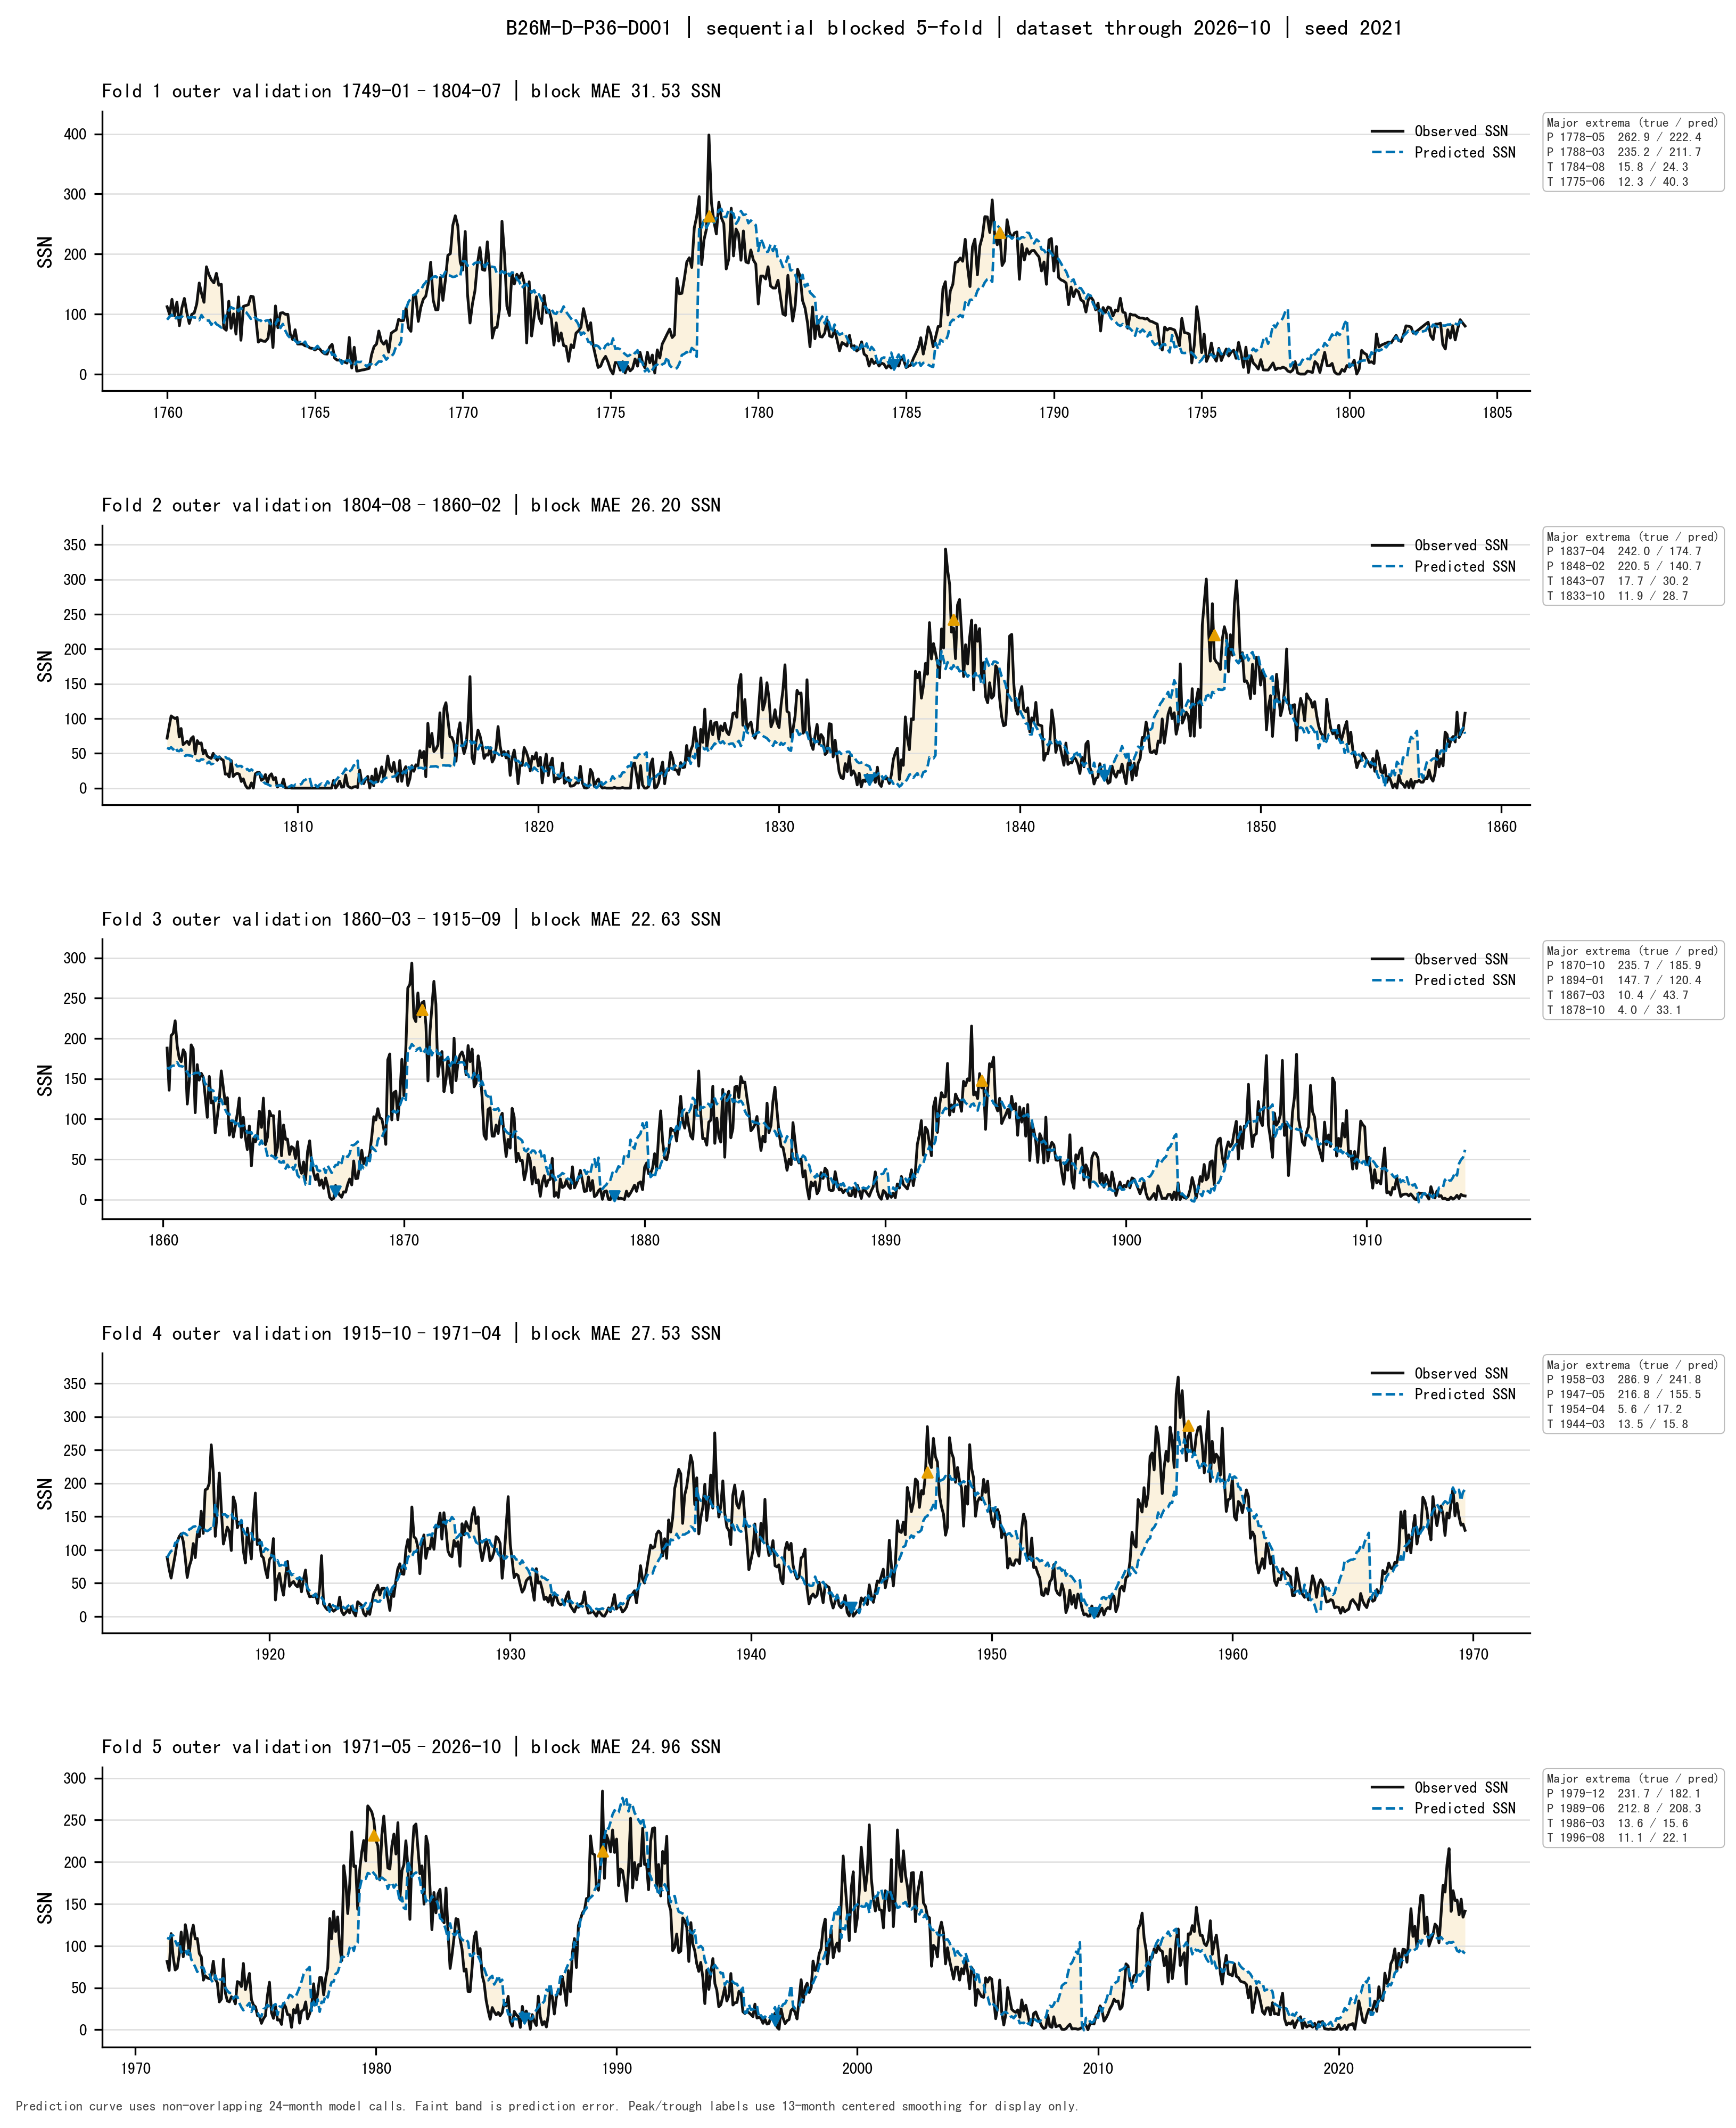 B26M-D-P36-DO01 | sequential blocked 5-fold | dataset through 2026-10 | seed 2021
Fold 1 outer validation 1749-01 - 1804-07 | block MAE 31.53 SSN
SSN
400
300
200
100
0
1760 1765 1770 1775 1780 1785 1790 1795 1800 1805
Observed SSN
Predicted SSN
Major extrema (true / pred)
P 1778-05 262.9 / 222.4
P 1788-03 235.2 / 211.7
T 1784-08 15.8 / 24.3
T 1775-06 12.3 / 40.3
Fold 2 outer validation 1804-08 - 1860-02 | block MAE 26.20 SSN
SSN
350
300
250
200
150
100
50
0
1810 1820 1830 1840 1850 1860
Observed SSN
Predicted SSN
Major extrema (true / pred)
P 1837-04 242.0 / 174.7
P 1848-02 220.5 / 140.7
T 1843-07 17.7 / 30.2
T 1833-10 11.9 / 28.7
Fold 3 outer validation 1860-03 - 1915-09 | block MAE 22.63 SSN
SSN
300
250
200
150
100
50
0
1860 1870 1880 1890 1900 1910
Observed SSN
Predicted SSN
Major extrema (true / pred)
P 1870-10 235.7 / 185.9
P 1894-01 147.7 / 120.4
T 1867-03 10.4 / 43.7
T 1878-10 4.0 / 33.1
Fold 4 outer validation 1915-10 - 1971-04 | block MAE 27.53 SSN
SSN
350
300
250
200
150
100
50
0
1920 1930 1940 1950 1960 1970
Observed SSN
Predicted SSN
Major extrema (true / pred)
P 1958-03 286.9 / 241.8
P 1947-05 216.8 / 155.5
T 1954-04 5.6 / 17.2
T 1944-03 13.5 / 15.8
Fold 5 outer validation 1971-05 - 2026-10 | block MAE 24.96 SSN
SSN
300
250
200
150
100
50
0
1970 1980 1990 2000 2010 2020
Observed SSN
Predicted SSN
Major extrema (true / pred)
P 1979-12 231.7 / 182.1
P 1989-06 212.8 / 208.3
T 1986-03 13.6 / 15.6
T 1996-08 11.1 / 22.1
Prediction curve uses non-overlapping 24-month model calls. Faint band is prediction error. Peak/trough labels use 13-month centered smoothing for display only.